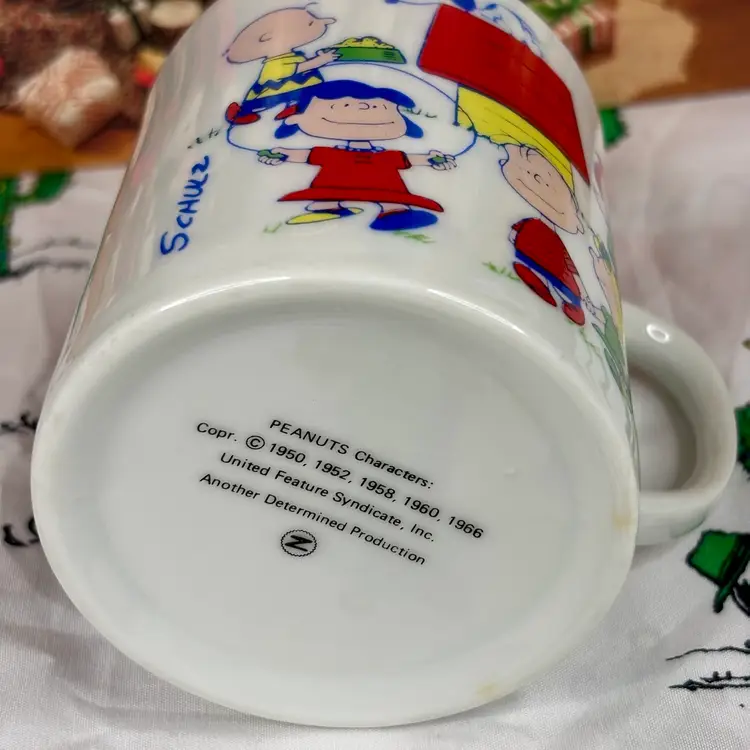 SCHULZ
PEANUTS Characters:
Copr. © 1950, 1952, 1958, 1960, 1966
United Feature Syndicate, Inc.
Another Determined Production
N